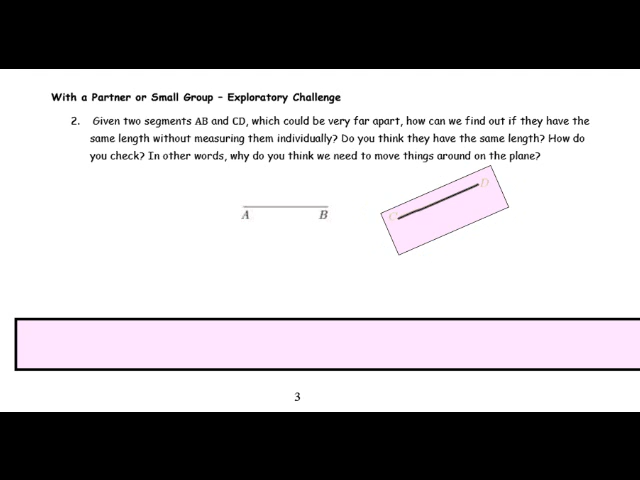 With a Partner or Small Group – Exploratory Challenge
2. Given two segments AB and CD, which could be very far apart, how can we find out if they have the
same length without measuring them individually? Do you think they have the same length? How do
you check? In other words, why do you think we need to move things around on the plane?
A B
C D
3